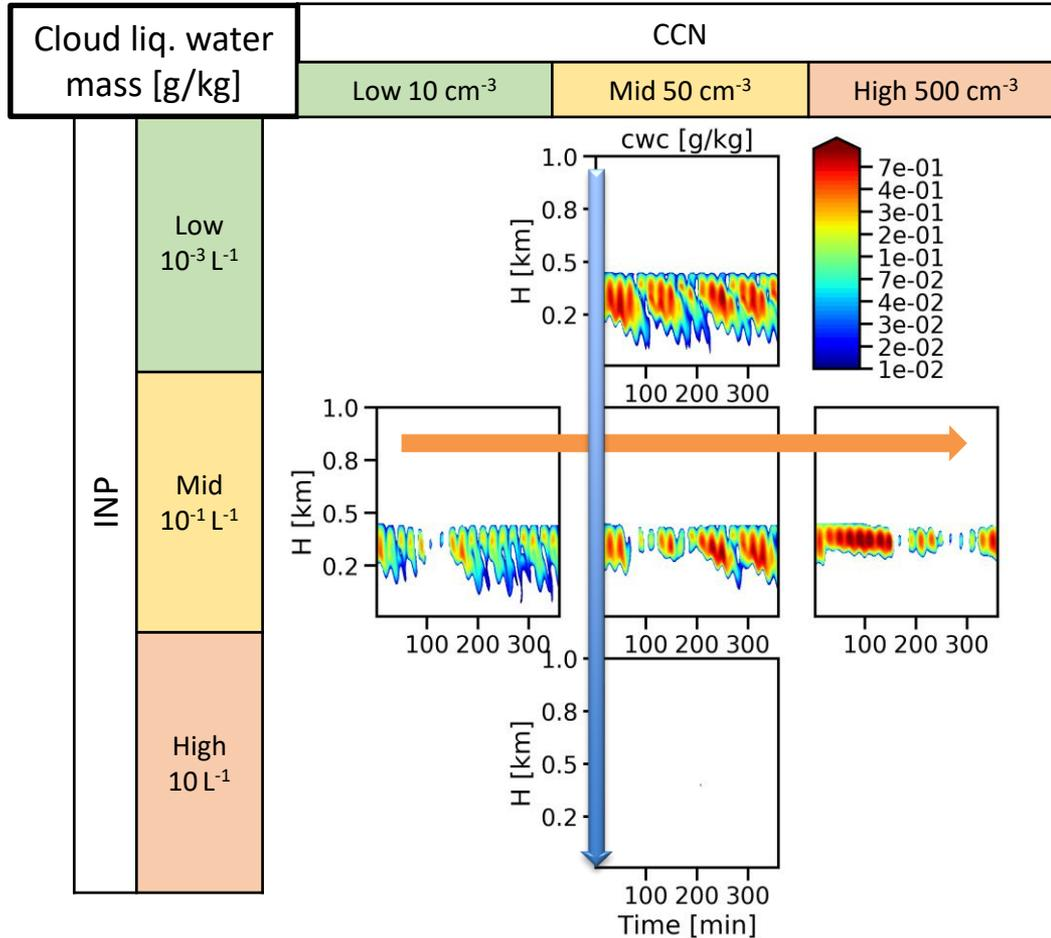 Cloud liq. water
mass [g/kg]
CCN
Low 10 cm⁻³
Mid 50 cm⁻³
High 500 cm⁻³
INP
Low
10⁻³ L⁻¹
cwc [g/kg]
1.0
0.8
0.5
0.2
H [km]
100 200 300
7e-01
4e-01
3e-01
2e-01
1e-01
7e-02
4e-02
3e-02
2e-02
1e-02
Mid
10⁻¹ L⁻¹
1.0
0.8
0.5
0.2
H [km]
100 200 300
100 200 300
100 200 300
High
10 L⁻¹
1.0
0.8
0.5
0.2
H [km]
100 200 300
Time [min]